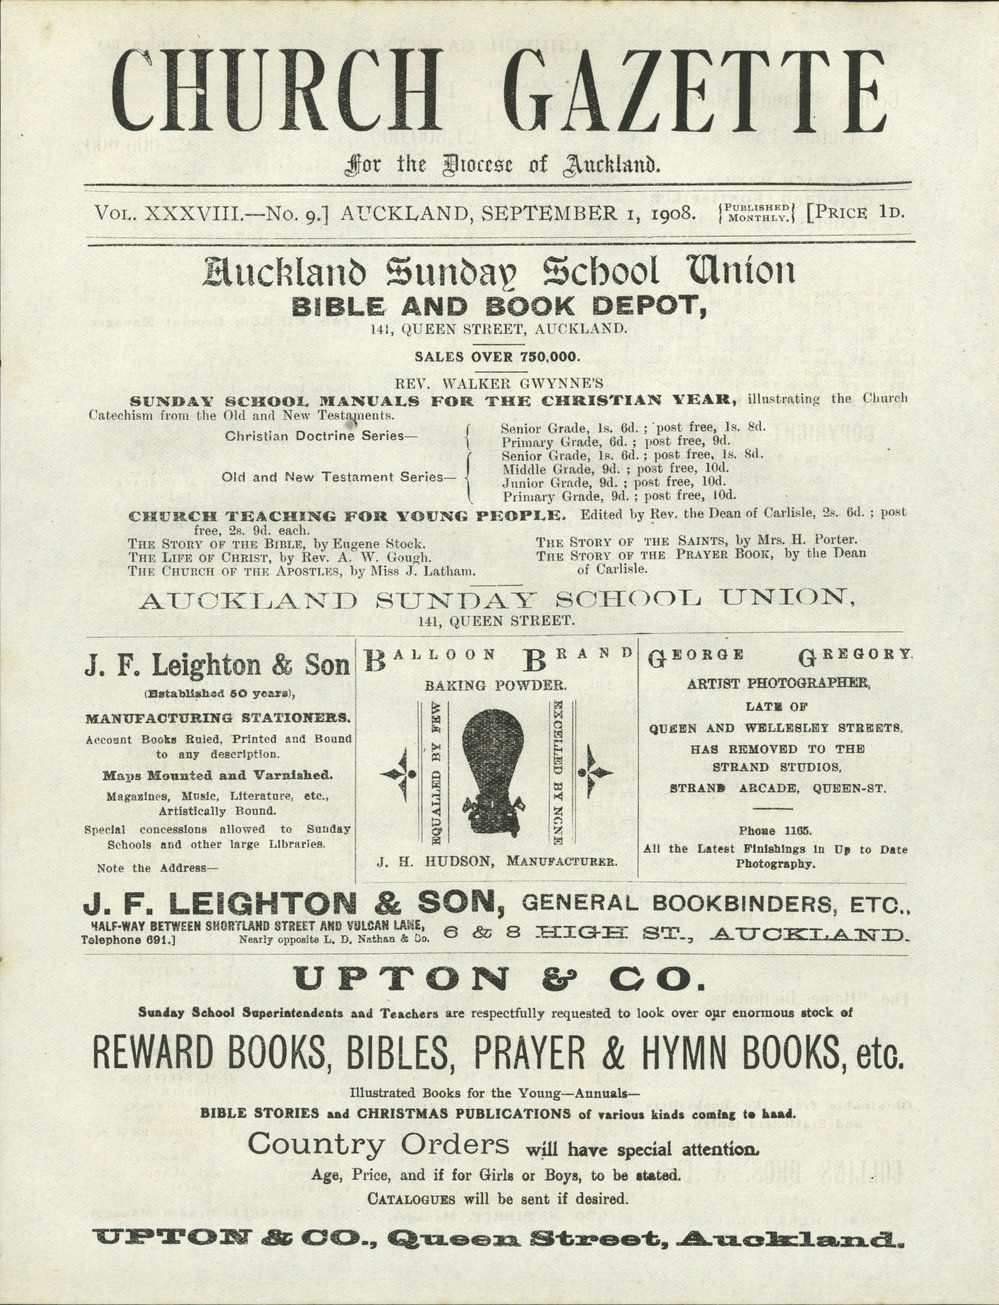 CHURCH GAZETTE
For the Diocese of Auckland.
VOL. XXXVIII.—No. 9.] AUCKLAND, SEPTEMBER 1, 1908. {PUBLISHED MONTHLY.} [PRICE 1D.
Auckland Sunday School Union
BIBLE AND BOOK DEPOT,
141, QUEEN STREET, AUCKLAND.
SALES OVER 750,000.
REV. WALKER GWYNNE'S
SUNDAY SCHOOL MANUALS FOR THE CHRISTIAN YEAR, illustrating the Church
Catechism from the Old and New Testaments.
Christian Doctrine Series—
Senior Grade, 1s. 6d. ; post free, 1s. 8d.
Primary Grade, 6d. ; post free, 9d.
Old and New Testament Series—
Senior Grade, 1s. 6d. ; post free, 1s. 8d.
Middle Grade, 9d. ; post free, 10d.
Junior Grade, 9d. ; post free, 10d.
Primary Grade, 9d. ; post free, 10d.
CHURCH TEACHING FOR YOUNG PEOPLE. Edited by Rev. the Dean of Carlisle, 2s. 6d. ; post
free, 2s. 9d. each.
THE STORY OF THE BIBLE, by Eugene Stock.
THE LIFE OF CHRIST, by Rev. A. W. Gough.
THE CHURCH OF THE APOSTLES, by Miss J. Latham.
THE STORY OF THE SAINTS, by Mrs. H. Porter.
THE STORY OF THE PRAYER BOOK, by the Dean
of Carlisle.
AUCKLAND SUNDAY SCHOOL UNION,
141, QUEEN STREET.
J. F. Leighton & Son
(Established 50 years),
MANUFACTURING STATIONERS.
Account Books Ruled, Printed and Bound
to any description.
Maps Mounted and Varnished.
Magazines, Music, Literature, etc.,
Artistically Bound.
Special concessions allowed to Sunday
Schools and other large Libraries.
Note the Address—
BALLOON BRAND
BAKING POWDER.
EQUALLED BY FEW
EXCELLED BY NONE
J. H. HUDSON, MANUFACTURER.
GEORGE GREGORY.
ARTIST PHOTOGRAPHER,
LATE OF
QUEEN AND WELLESLEY STREETS,
HAS REMOVED TO THE
STRAND STUDIOS,
STRAND ARCADE, QUEEN-ST.
Phone 1165.
All the Latest Finishings in Up to Date
Photography.
J. F. LEIGHTON & SON, GENERAL BOOKBINDERS, ETC.,
HALF-WAY BETWEEN SHORTLAND STREET AND VULCAN LANE,
Telephone 691.] Nearly opposite L. D. Nathan & Co.
6 & 8 HIGH ST., AUCKLAND.
UPTON & CO.
Sunday School Superintendents and Teachers are respectfully requested to look over our enormous stock of
REWARD BOOKS, BIBLES, PRAYER & HYMN BOOKS, etc.
Illustrated Books for the Young—Annuals—
BIBLE STORIES and CHRISTMAS PUBLICATIONS of various kinds coming to hand.
Country Orders will have special attention.
Age, Price, and if for Girls or Boys, to be stated.
CATALOGUES will be sent if desired.
UPTON & CO., Queen Street, Auckland.